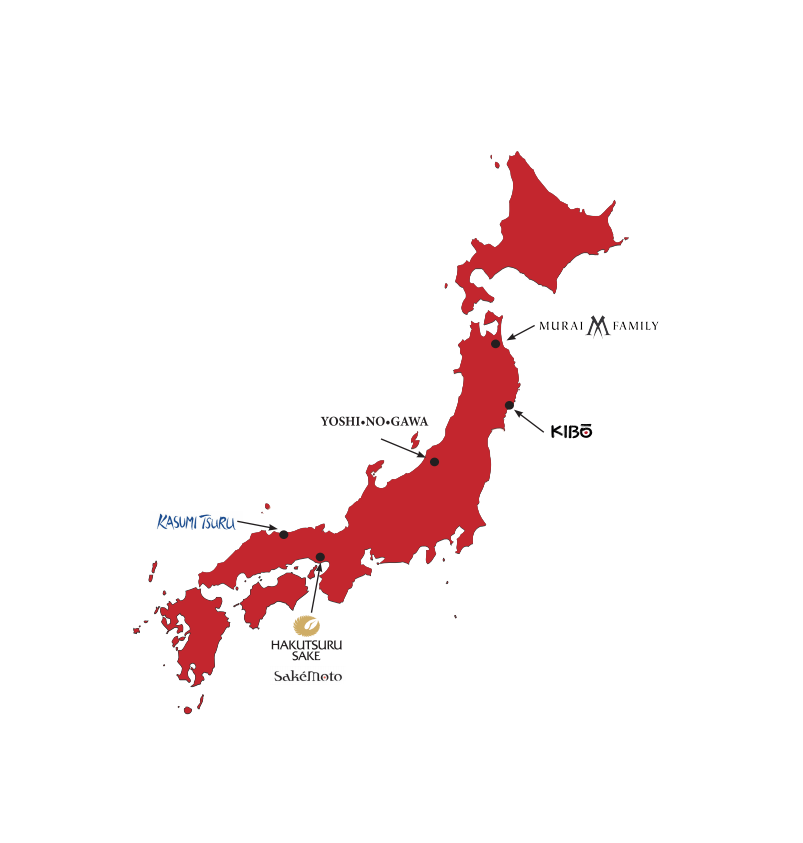 MURAI FAMILY
YOSHI•NO•GAWA
KIBŌ
KASUMI TSURU
HAKUTSURU
SAKE
SakéMoto